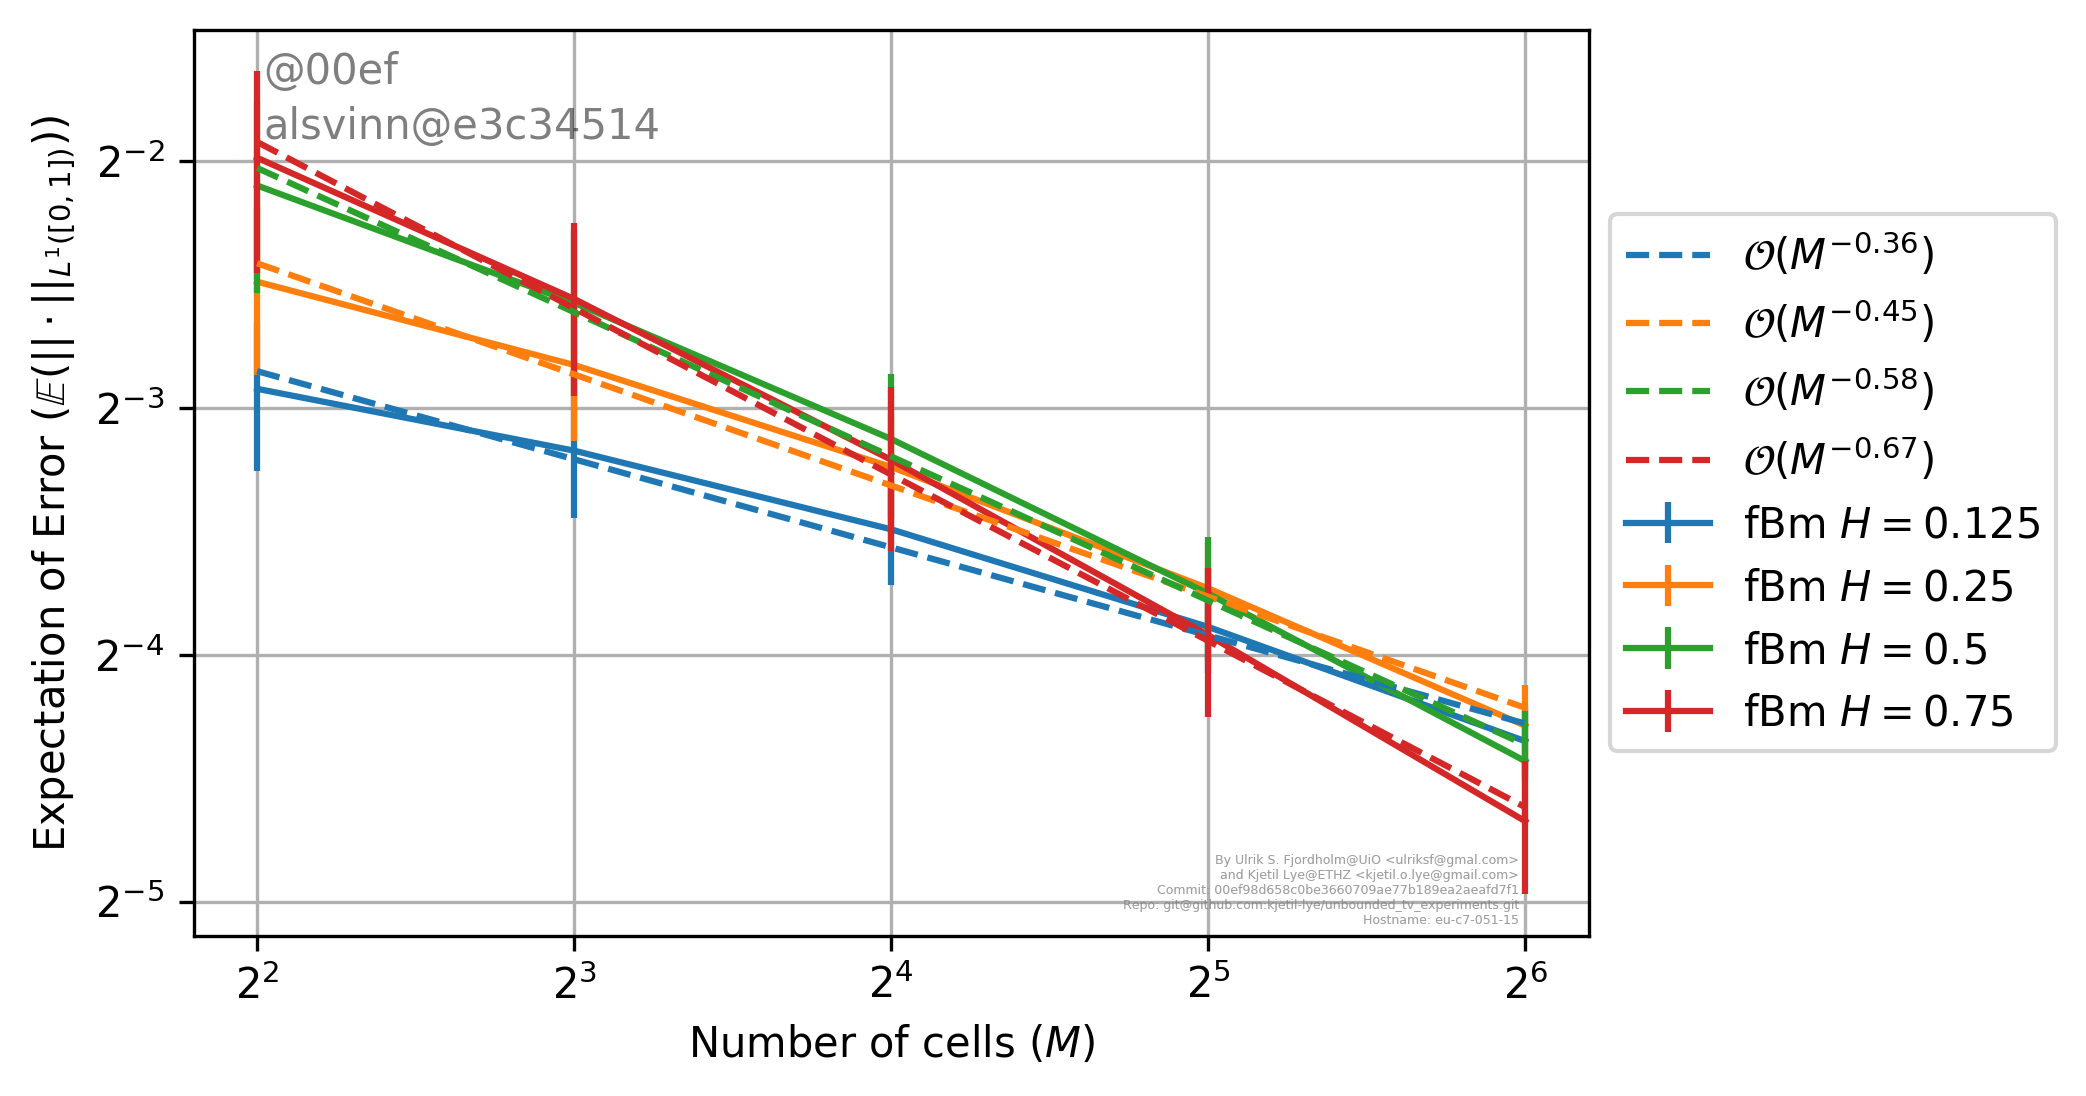 @00ef
alsvinn@e3c34514
Expectation of Error (𝔼(||·||_{L^1([0,1])}))
2^{-2}
2^{-3}
2^{-4}
2^{-5}
By Ulrik S. Fjordholm@UiO <ulriksf@gmal.com>
and Kjetil Lye@ETHZ <kjetil.o.lye@gmail.com>
Commit: 00ef98d658c0be3660709ae77b189ea2aeafd7f1
Repo: git@github.com:kjetil-lye/unbounded_tv_experiments.git
Hostname: eu-c7-051-15
2^2 2^3 2^4 2^5 2^6
Number of cells (M)
𝒪(M^{-0.36})
𝒪(M^{-0.45})
𝒪(M^{-0.58})
𝒪(M^{-0.67})
fBm H = 0.125
fBm H = 0.25
fBm H = 0.5
fBm H = 0.75